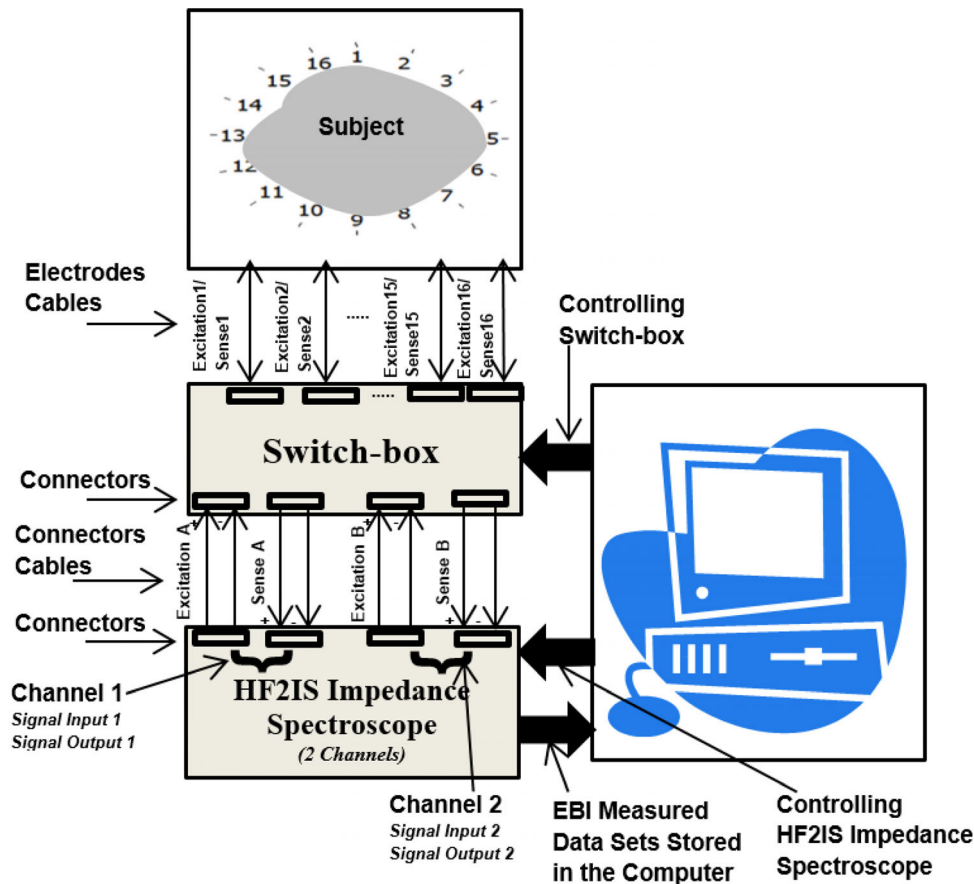 16 1 2
15 3
14 4
Subject
13 5
12 6
11 7
10 9 8
Electrodes
Cables
Excitation1/
Sense1
Excitation2/
Sense2
.....
Excitation15/
Sense15
Excitation16/
Sense16
Controlling
Switch-box
.....
Switch-box
Connectors
+ - + -
Connectors
Cables
Excitation A
Sense A
Excitation B
Sense B
+ - + -
Connectors
Channel 1
Signal Input 1
Signal Output 1
HF2IS Impedance
Spectroscope
(2 Channels)
Channel 2
Signal Input 2
Signal Output 2
EBI Measured
Data Sets Stored
in the Computer
Controlling
HF2IS Impedance
Spectroscope